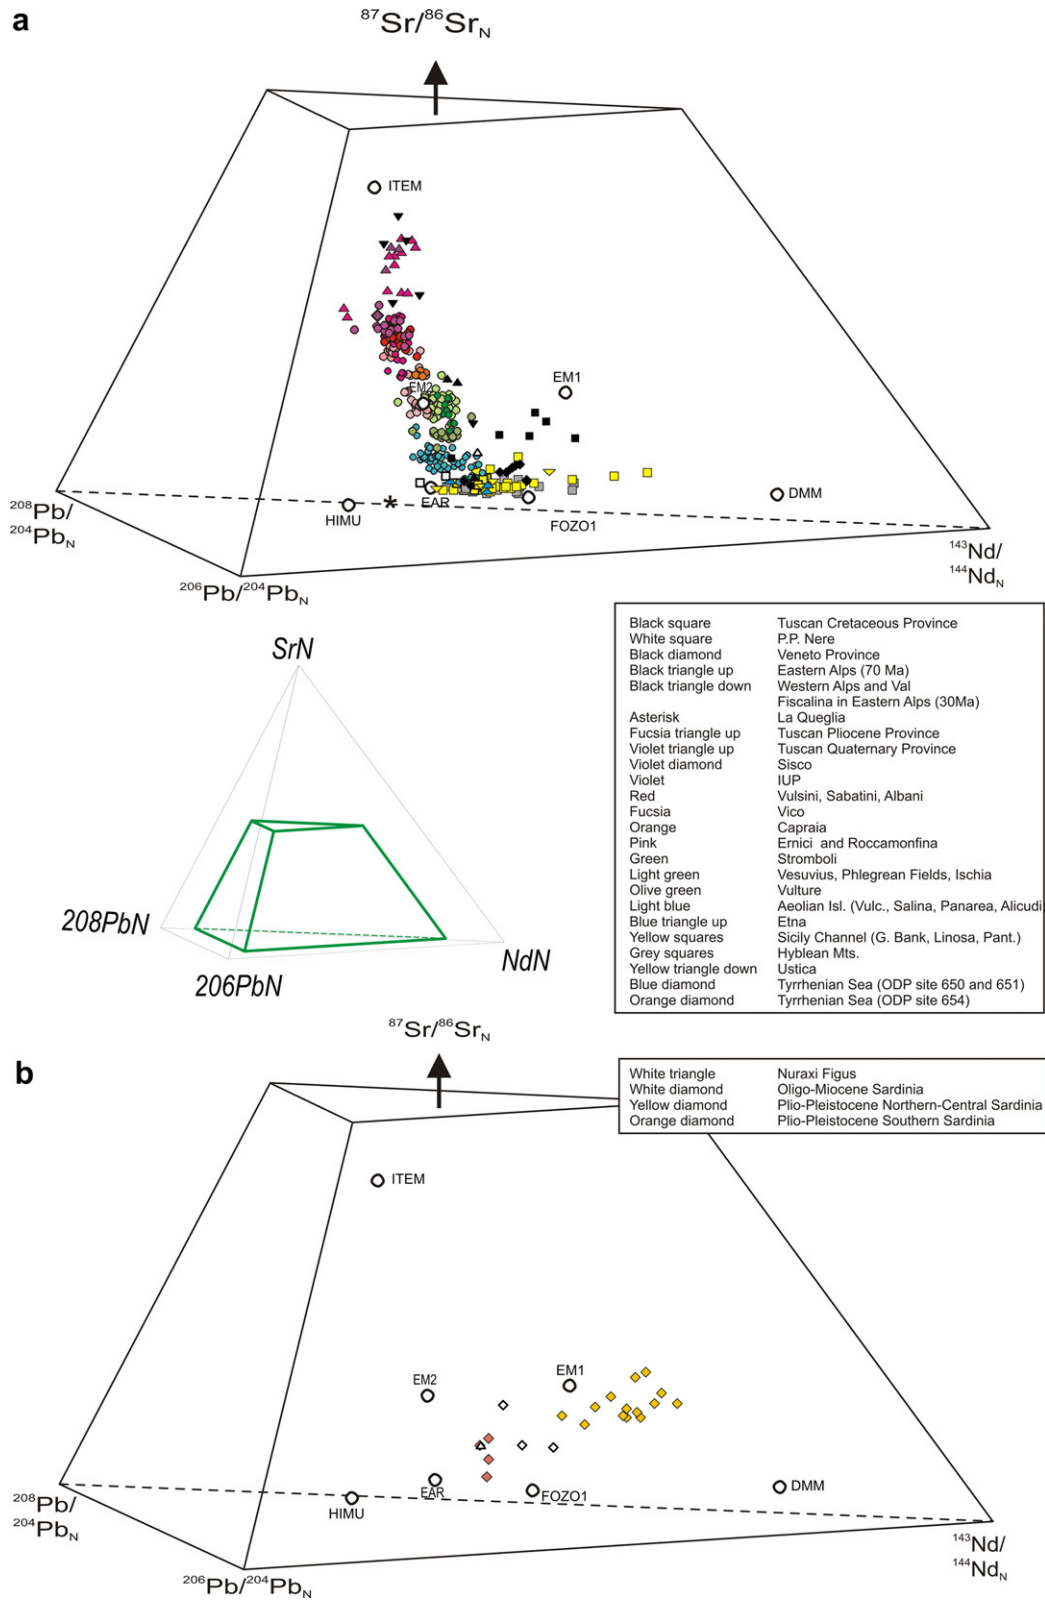 a
87Sr/86SrN
ITEM
EM2
EM1
208Pb/
204PbN
HIMU
*
EAR
FOZO1
DMM
206Pb/204PbN
143Nd/
144NdN
SrN
208PbN
206PbN
NdN
Black square Tuscan Cretaceous Province
White square P.P. Nere
Black diamond Veneto Province
Black triangle up Eastern Alps (70 Ma)
Black triangle down Western Alps and Val
Fiscalina in Eastern Alps (30Ma)
Asterisk La Queglia
Fucsia triangle up Tuscan Pliocene Province
Violet triangle up Tuscan Quaternary Province
Violet diamond Sisco
Violet IUP
Red Vulsini, Sabatini, Albani
Fucsia Vico
Orange Capraia
Pink Ernici and Roccamonfina
Green Stromboli
Light green Vesuvius, Phlegrean Fields, Ischia
Olive green Vulture
Light blue Aeolian Isl. (Vulc., Salina, Panarea, Alicudi
Blue triangle up Etna
Yellow squares Sicily Channel (G. Bank, Linosa, Pant.)
Grey squares Hyblean Mts.
Yellow triangle down Ustica
Blue diamond Tyrrhenian Sea (ODP site 650 and 651)
Orange diamond Tyrrhenian Sea (ODP site 654)
b
87Sr/86SrN
White triangle Nuraxi Figus
White diamond Oligo-Miocene Sardinia
Yellow diamond Plio-Pleistocene Northern-Central Sardinia
Orange diamond Plio-Pleistocene Southern Sardinia
ITEM
EM2
EM1
208Pb/
204PbN
HIMU
EAR
FOZO1
DMM
206Pb/204PbN
143Nd/
144NdN